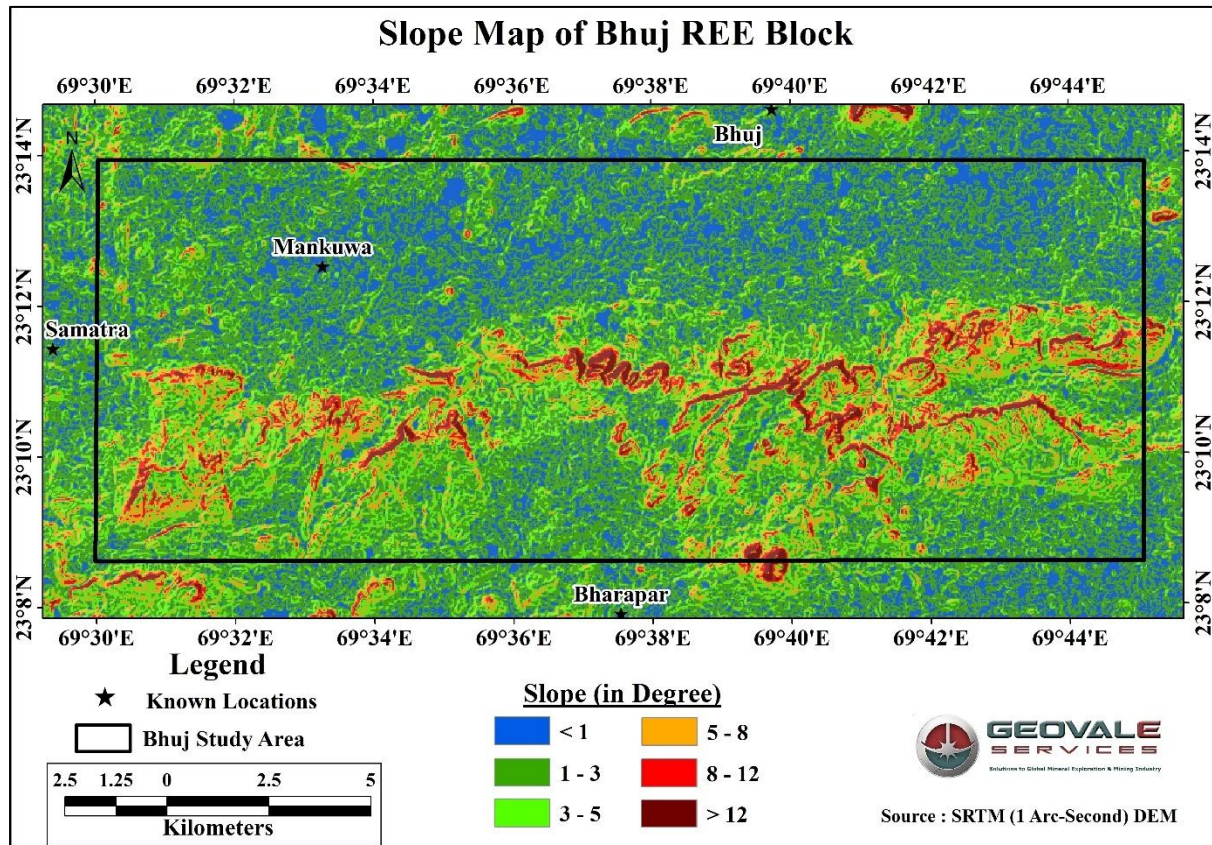 Slope Map of Bhuj REE Block
69°30'E 69°32'E 69°34'E 69°36'E 69°38'E 69°40'E 69°42'E 69°44'E
N
Bhuj
23°14'N 23°14'N
Mankuwa
23°12'N 23°12'N
Samatra
23°10'N 23°10'N
Bharapar
23°8'N 23°8'N
69°30'E 69°32'E 69°34'E 69°36'E 69°38'E 69°40'E 69°42'E 69°44'E
Legend
Known Locations
Bhuj Study Area
2.5 1.25 0 2.5 5
Kilometers
Slope (in Degree)
< 1
1 - 3
3 - 5
5 - 8
8 - 12
> 12
GEOVALE
SERVICES
Solutions to Global Mineral Exploration & Mining Industry
Source : SRTM (1 Arc-Second) DEM